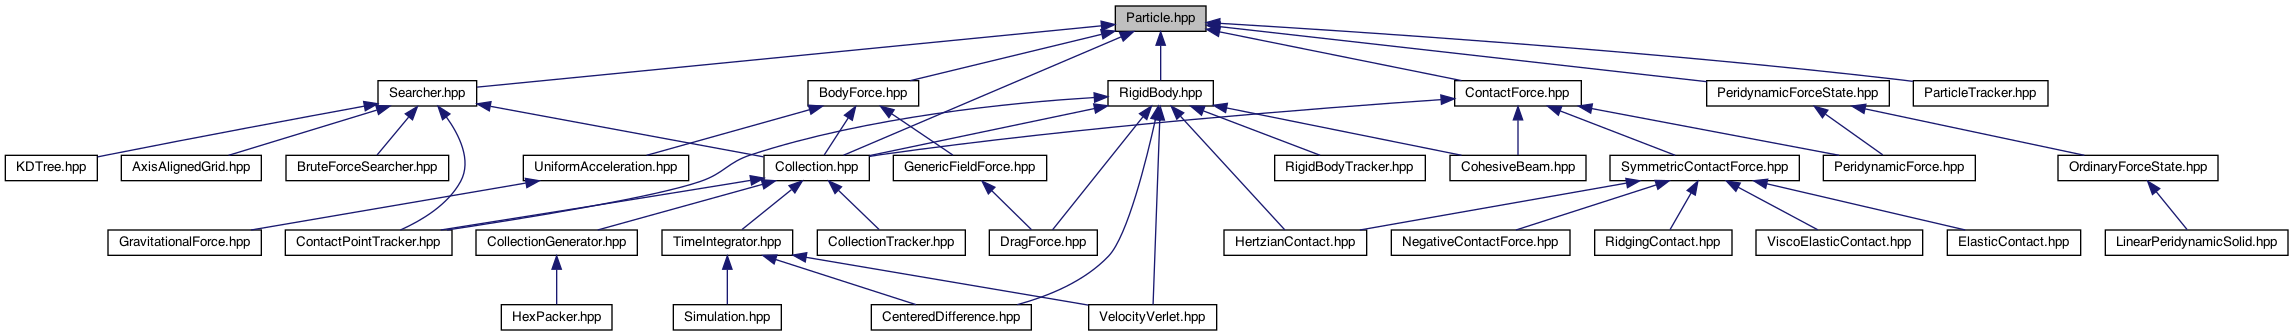 Particle.hpp
Searcher.hpp
BodyForce.hpp
RigidBody.hpp
ContactForce.hpp
PeridynamicForceState.hpp
ParticleTracker.hpp
KDTree.hpp
AxisAlignedGrid.hpp
BruteForceSearcher.hpp
UniformAcceleration.hpp
Collection.hpp
GenericFieldForce.hpp
RigidBodyTracker.hpp
CohesiveBeam.hpp
SymmetricContactForce.hpp
PeridynamicForce.hpp
OrdinaryForceState.hpp
GravitationalForce.hpp
ContactPointTracker.hpp
CollectionGenerator.hpp
TimeIntegrator.hpp
CollectionTracker.hpp
DragForce.hpp
HertzianContact.hpp
NegativeContactForce.hpp
RidgingContact.hpp
ViscoElasticContact.hpp
ElasticContact.hpp
LinearPeridynamicSolid.hpp
HexPacker.hpp
Simulation.hpp
CenteredDifference.hpp
VelocityVerlet.hpp